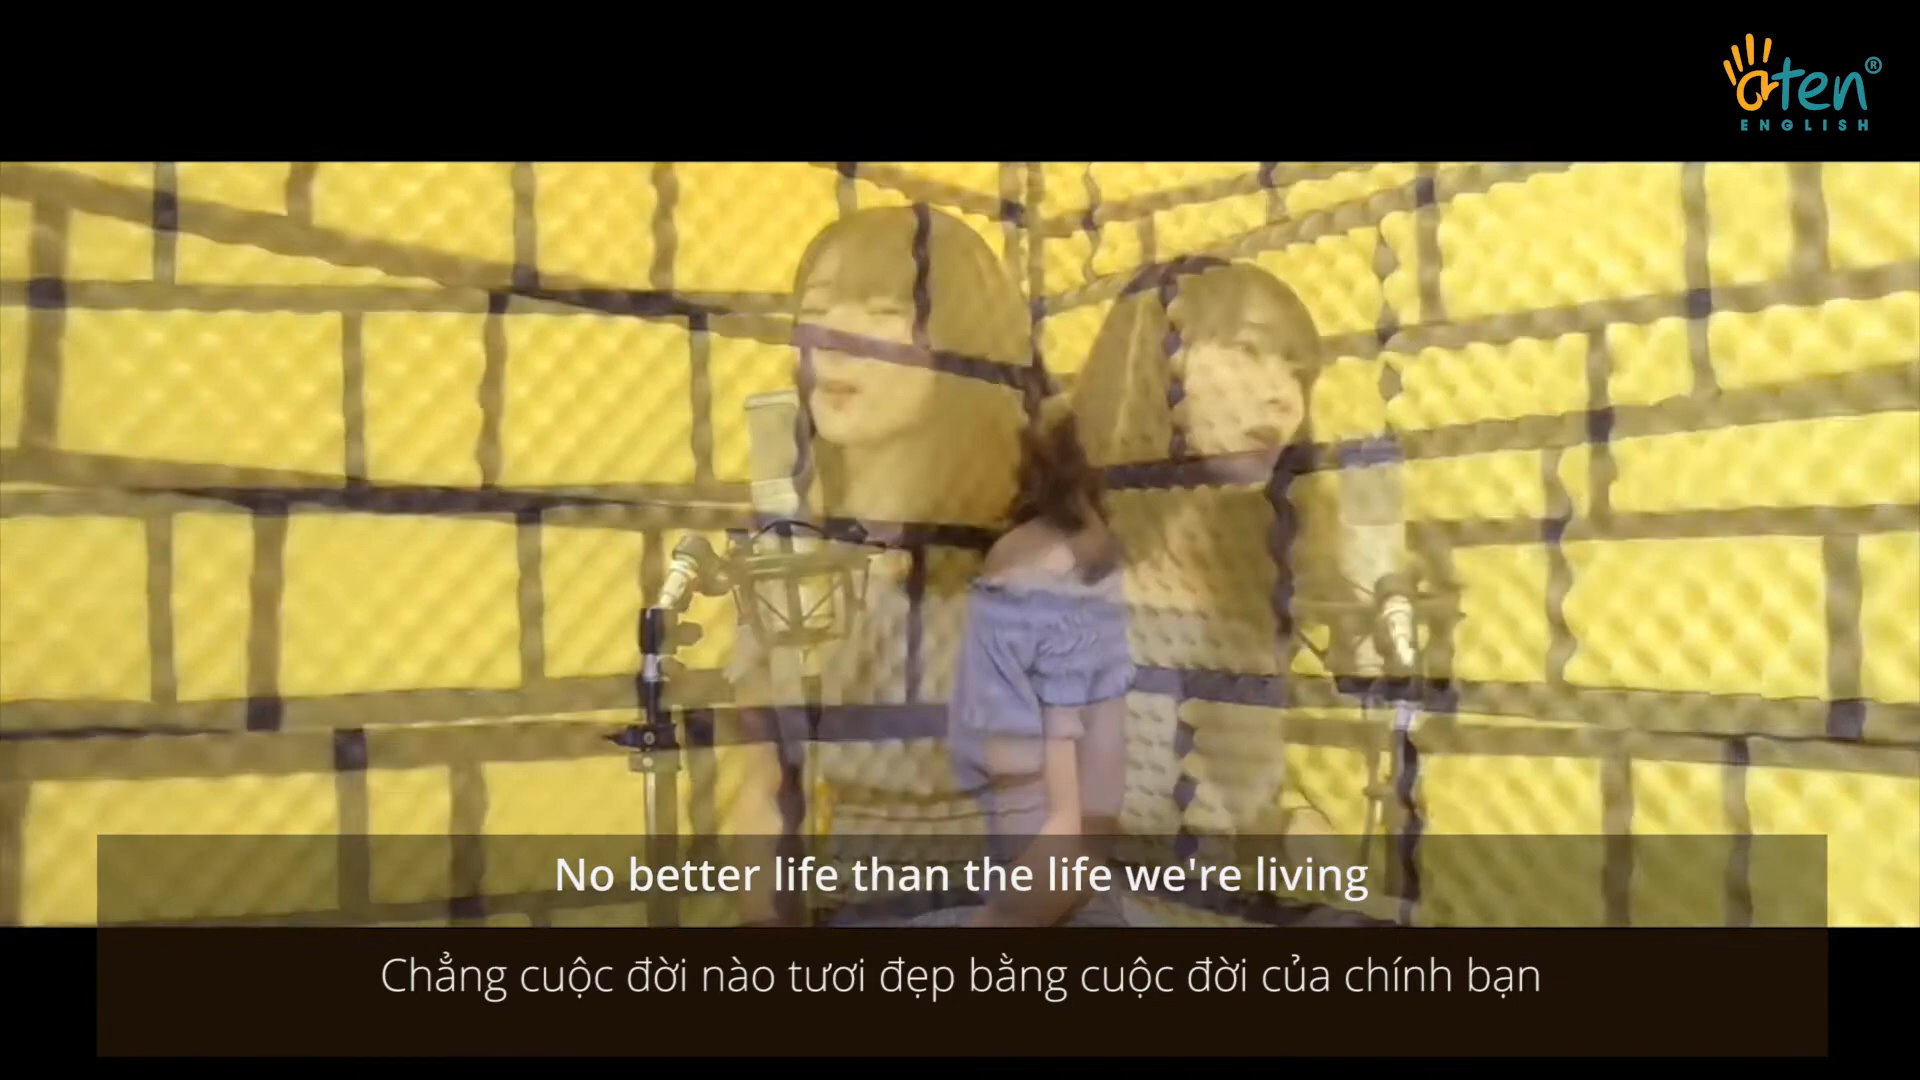 aten®
ENGLISH
No better life than the life we're living
Chẳng cuộc đời nào tươi đẹp bằng cuộc đời của chính bạn